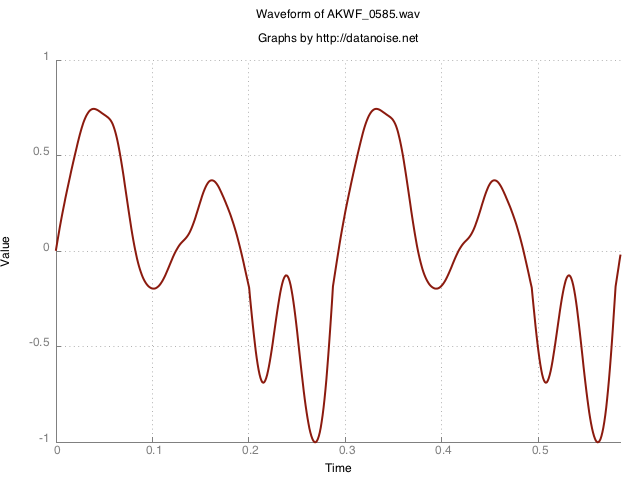 Waveform of AKWF_0585.wav
Graphs by http://datanoise.net
1
0.5
0
-0.5
-1
Value
0 0.1 0.2 0.3 0.4 0.5
Time